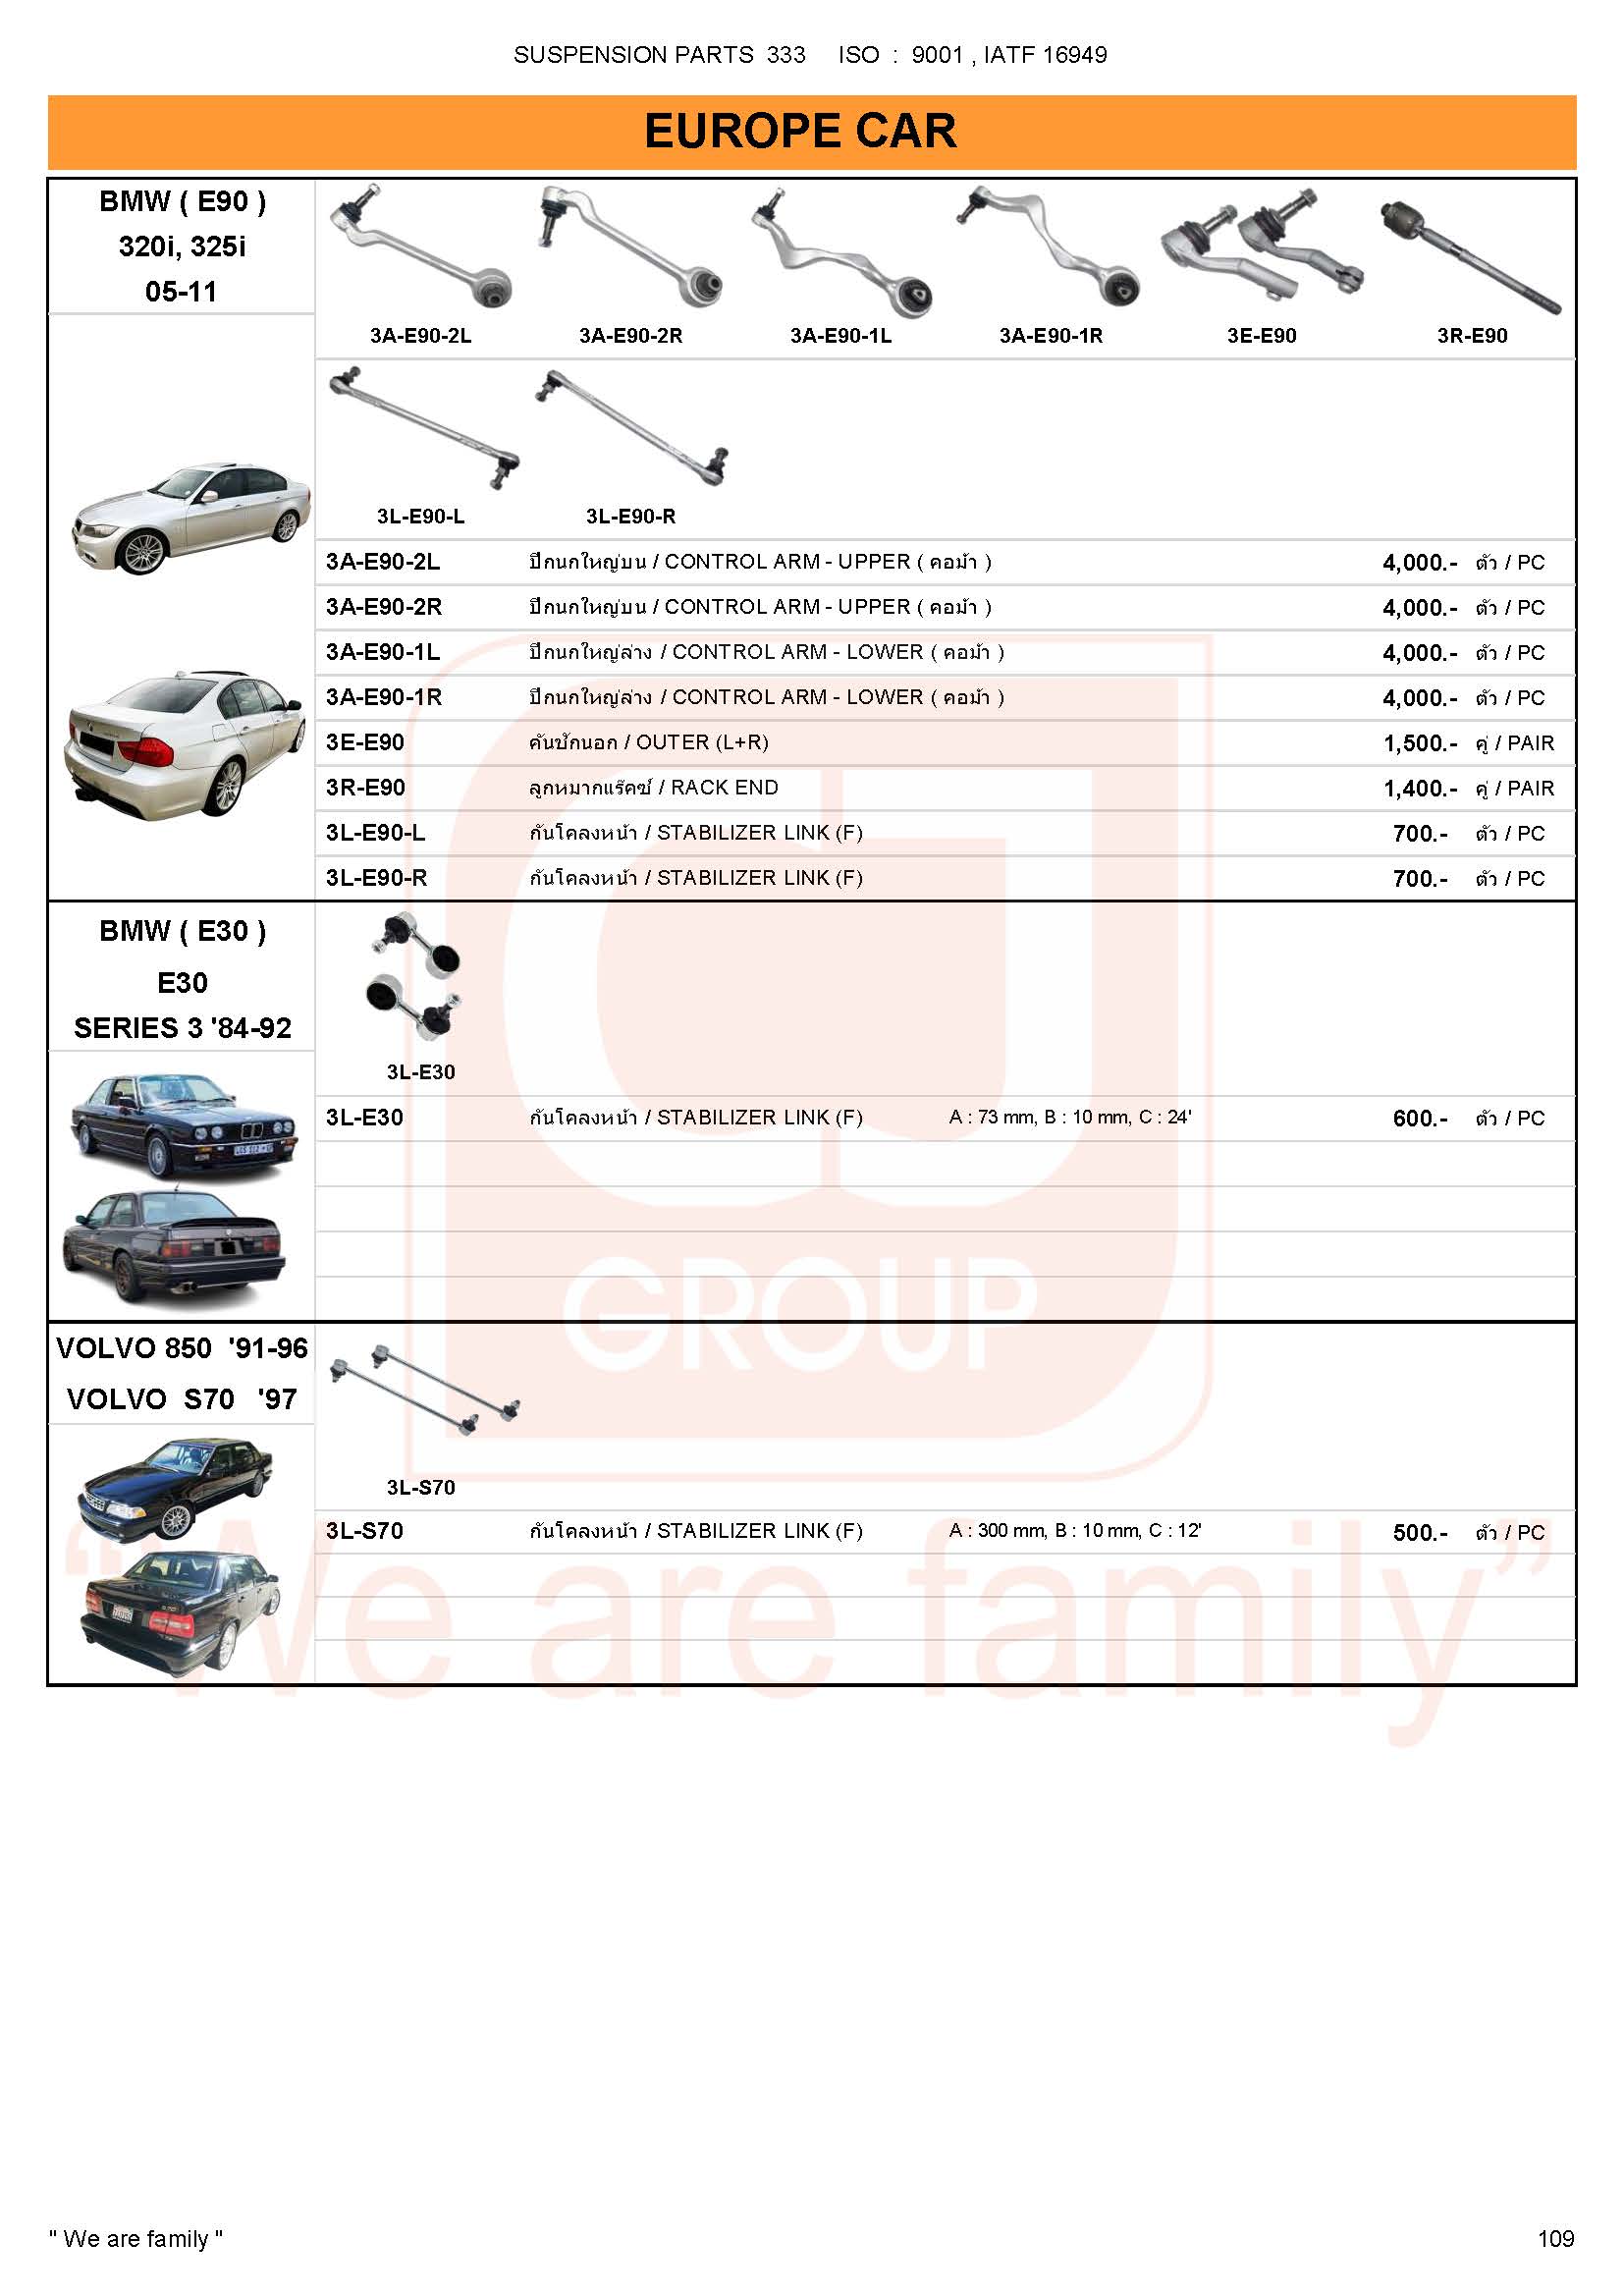 SUSPENSION PARTS 333 ISO : 9001 , IATF 16949
EUROPE CAR
BMW ( E90 )
320i, 325i
05-11
3A-E90-2L 3A-E90-2R 3A-E90-1L 3A-E90-1R 3E-E90 3R-E90
3L-E90-L 3L-E90-R
3A-E90-2L ปีกนกใหญ่บน / CONTROL ARM - UPPER ( คอม้า ) 4,000.- ตัว / PC
3A-E90-2R ปีกนกใหญ่บน / CONTROL ARM - UPPER ( คอม้า ) 4,000.- ตัว / PC
3A-E90-1L ปีกนกใหญ่ล่าง / CONTROL ARM - LOWER ( คอม้า ) 4,000.- ตัว / PC
3A-E90-1R ปีกนกใหญ่ล่าง / CONTROL ARM - LOWER ( คอม้า ) 4,000.- ตัว / PC
3E-E90 คันชักนอก / OUTER (L+R) 1,500.- คู่ / PAIR
3R-E90 ลูกหมากแร็คซ์ / RACK END 1,400.- คู่ / PAIR
3L-E90-L กันโคลงหน้า / STABILIZER LINK (F) 700.- ตัว / PC
3L-E90-R กันโคลงหน้า / STABILIZER LINK (F) 700.- ตัว / PC
BMW ( E30 )
E30
SERIES 3 '84-92
3L-E30
3L-E30 กันโคลงหน้า / STABILIZER LINK (F) A : 73 mm, B : 10 mm, C : 24' 600.- ตัว / PC
CJ
GROUP
VOLVO 850 '91-96
VOLVO S70 '97
3L-S70
3L-S70 กันโคลงหน้า / STABILIZER LINK (F) A : 300 mm, B : 10 mm, C : 12' 500.- ตัว / PC
“We are family”
" We are family " 109